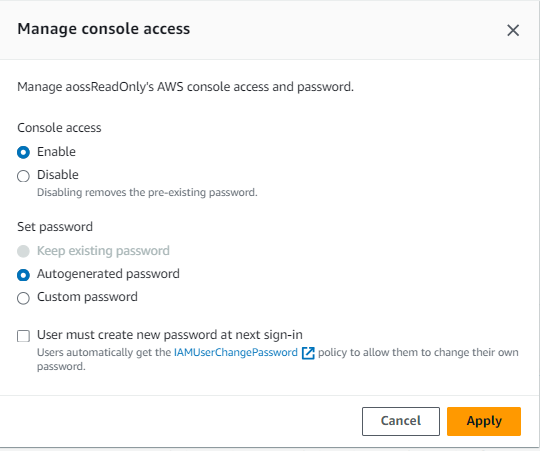 Manage console access
Manage aossReadOnly's AWS console access and password.
Console access
Enable
Disable
Disabling removes the pre-existing password.
Set password
Keep existing password
Autogenerated password
Custom password
User must create new password at next sign-in
Users automatically get the IAMUserChangePassword policy to allow them to change their own
password.
Cancel Apply